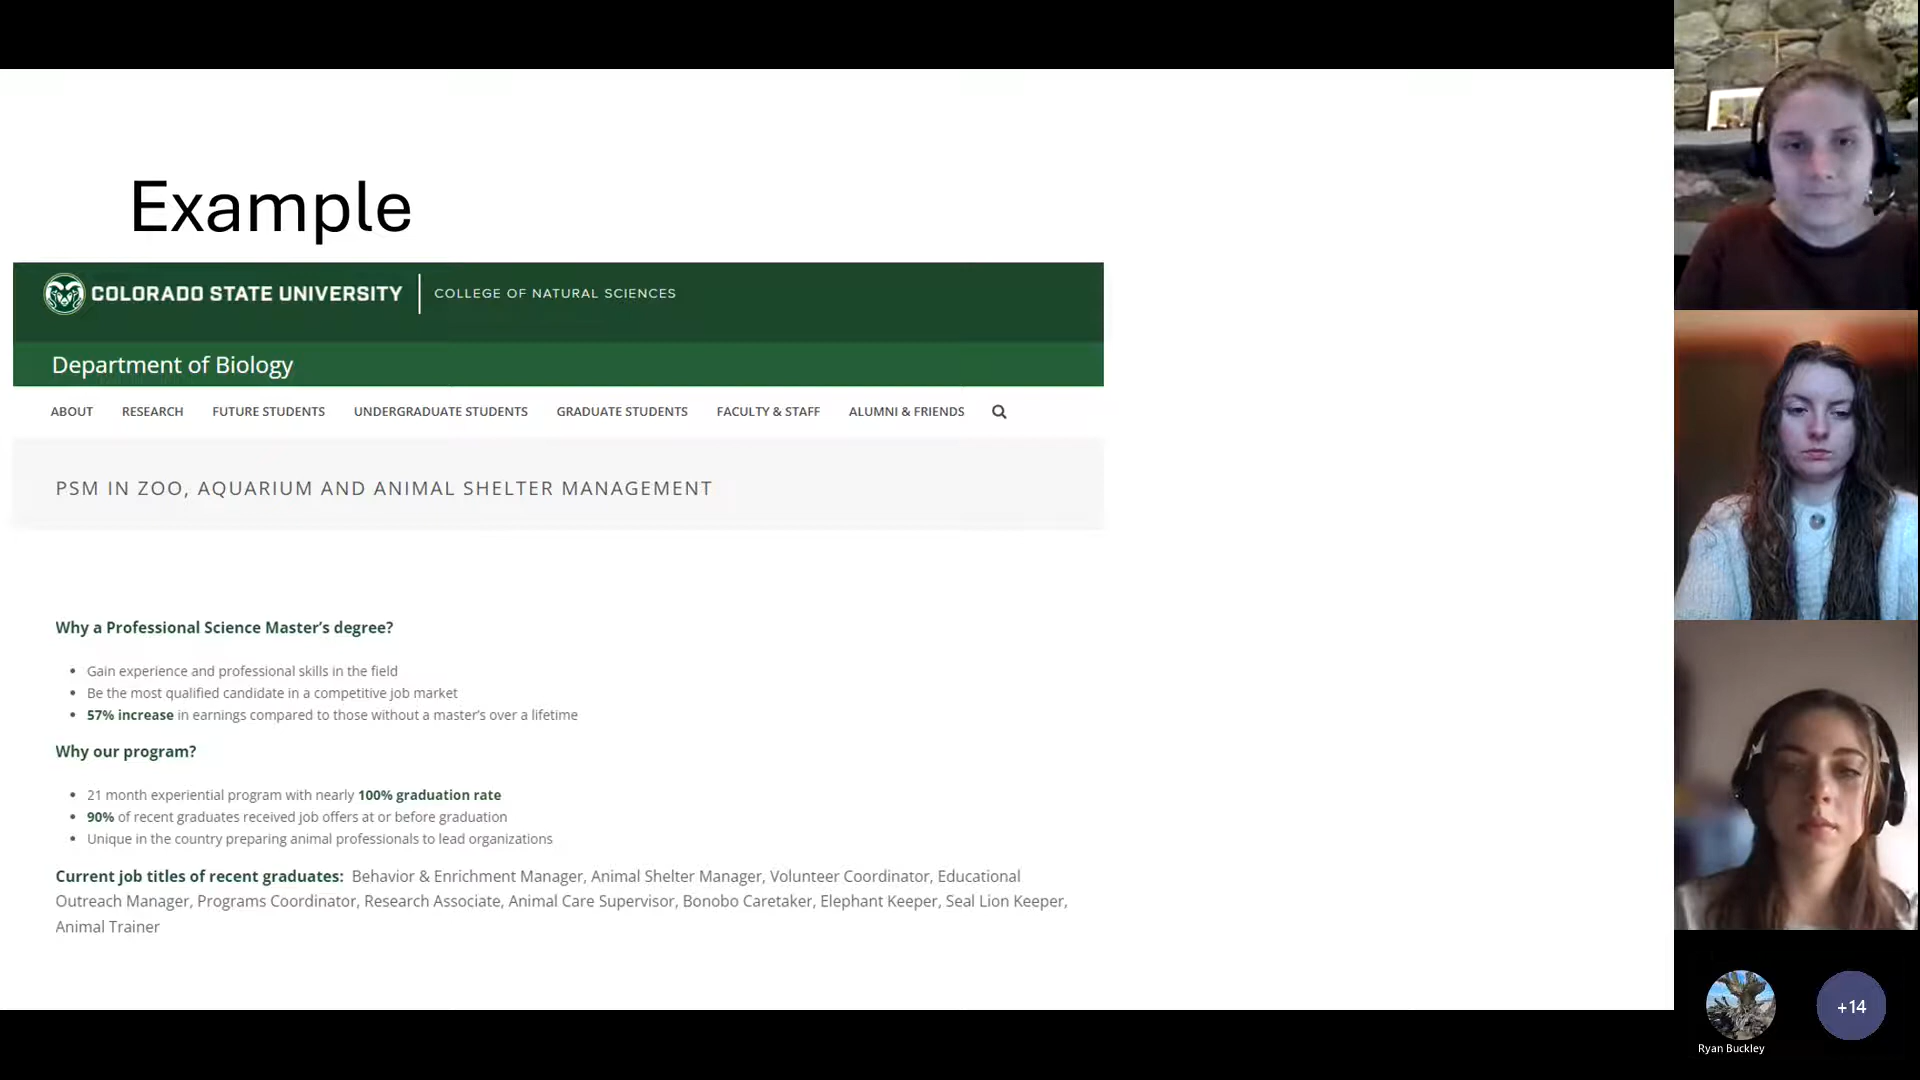 Example
COLORADO STATE UNIVERSITY
COLLEGE OF NATURAL SCIENCES
Department of Biology
ABOUT RESEARCH FUTURE STUDENTS UNDERGRADUATE STUDENTS GRADUATE STUDENTS FACULTY & STAFF ALUMNI & FRIENDS
PSM IN ZOO, AQUARIUM AND ANIMAL SHELTER MANAGEMENT
Why a Professional Science Master's degree?
• Gain experience and professional skills in the field
• Be the most qualified candidate in a competitive job market
• 57% increase in earnings compared to those without a master's over a lifetime
Why our program?
• 21 month experiential program with nearly 100% graduation rate
• 90% of recent graduates received job offers at or before graduation
• Unique in the country preparing animal professionals to lead organizations
Current job titles of recent graduates: Behavior & Enrichment Manager, Animal Shelter Manager, Volunteer Coordinator, Educational
Outreach Manager, Programs Coordinator, Research Associate, Animal Care Supervisor, Bonobo Caretaker, Elephant Keeper, Seal Lion Keeper,
Animal Trainer
+14
Ryan Buckley